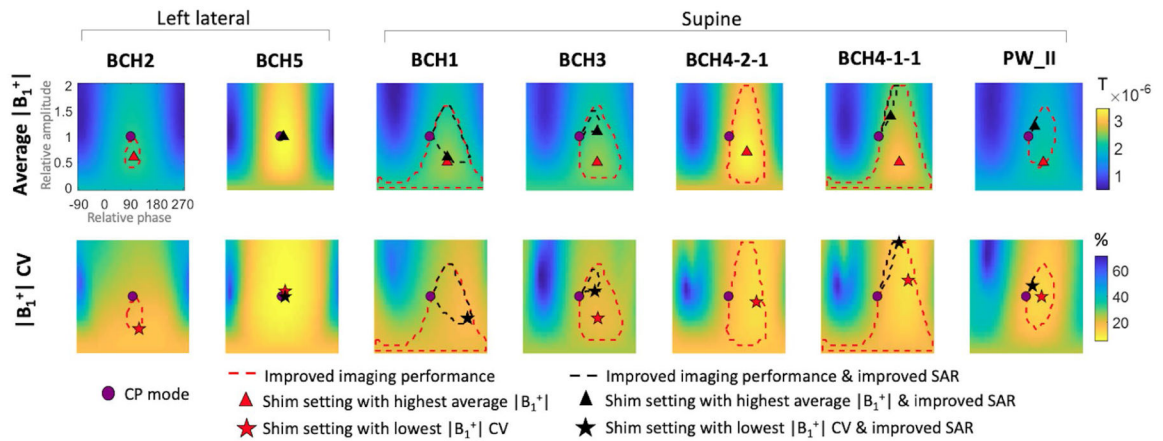 Left lateral Supine
BCH2 BCH5 BCH1 BCH3 BCH4-2-1 BCH4-1-1 PW_II
Average |B₁⁺|
Relative amplitude
2
1.5
1
0.5
0
-90 0 90 180 270
Relative phase
T ×10⁻⁶
3
2
1
|B₁⁺| CV
%
60
40
20
CP mode
Improved imaging performance
Shim setting with highest average |B₁⁺|
Shim setting with lowest |B₁⁺| CV
Improved imaging performance & improved SAR
Shim setting with highest average |B₁⁺| & improved SAR
Shim setting with lowest |B₁⁺| CV & improved SAR